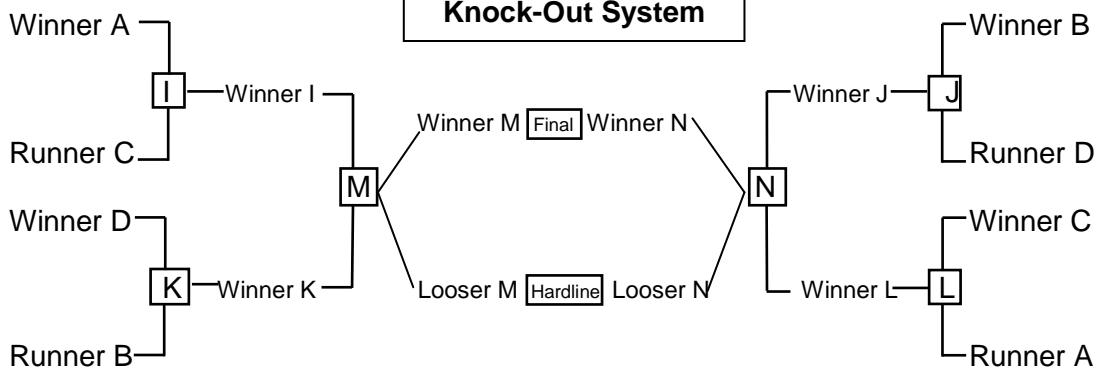 Knock-Out System
Winner A
Winner B
I
Winner I
Winner J
J
Winner M Final Winner N
Runner C
Runner D
M
N
Winner D
Winner C
K
Winner K
Looser M Hardline Looser N
Winner L
L
Runner B
Runner A